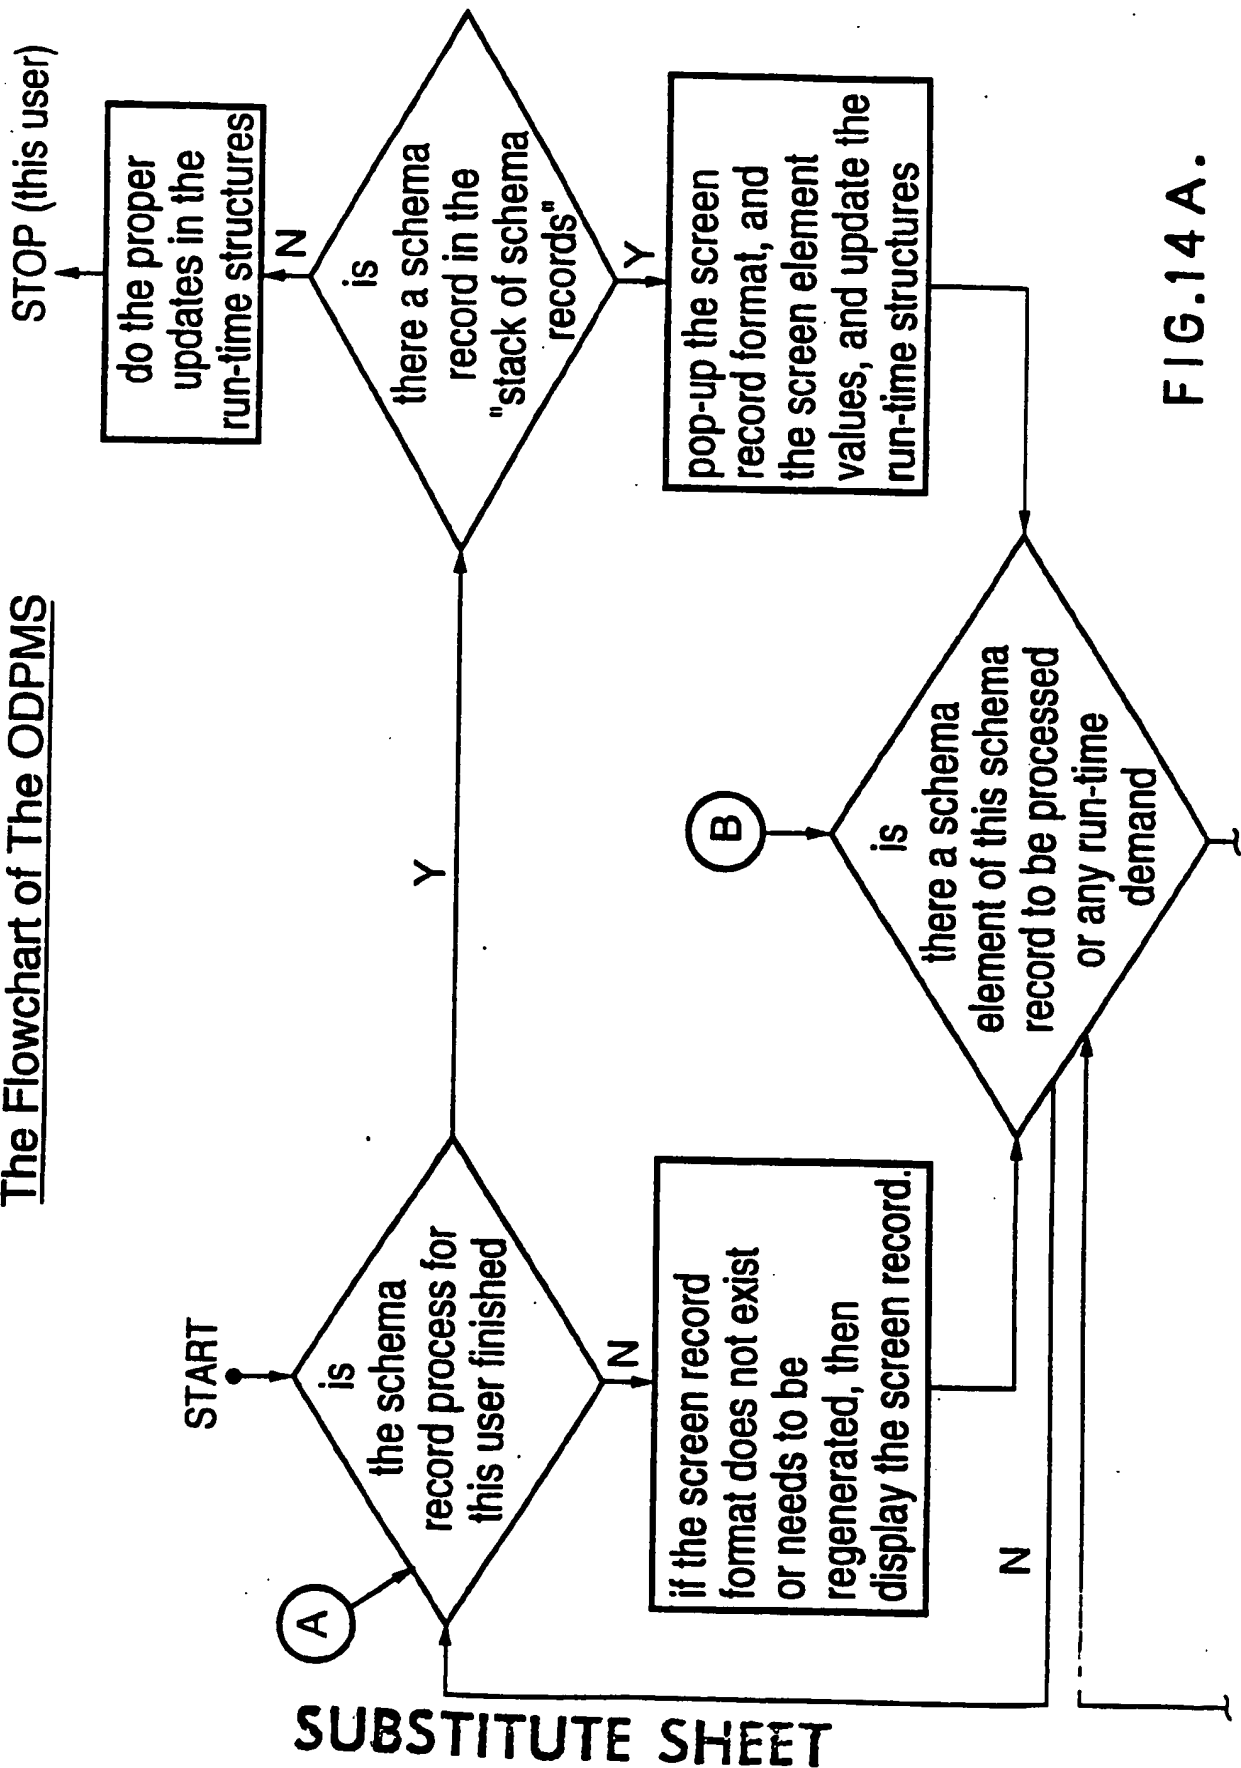 The Flowchart of The ODPMS
START
A
is
the schema
record process for
this user finished
Y
N
STOP (this user)
do the proper
updates in the
run-time structures
N
is
there a schema
record in the
"stack of schema
records"
Y
if the screen record
format does not exist
or needs to be
regenerated, then
display the screen record.
pop-up the screen
record format, and
the screen element
values, and update the
run-time structures
B
is
there a schema
element of this schema
record to be processed
or any run-time
demand
N
FIG.14A.
SUBSTITUTE SHEET